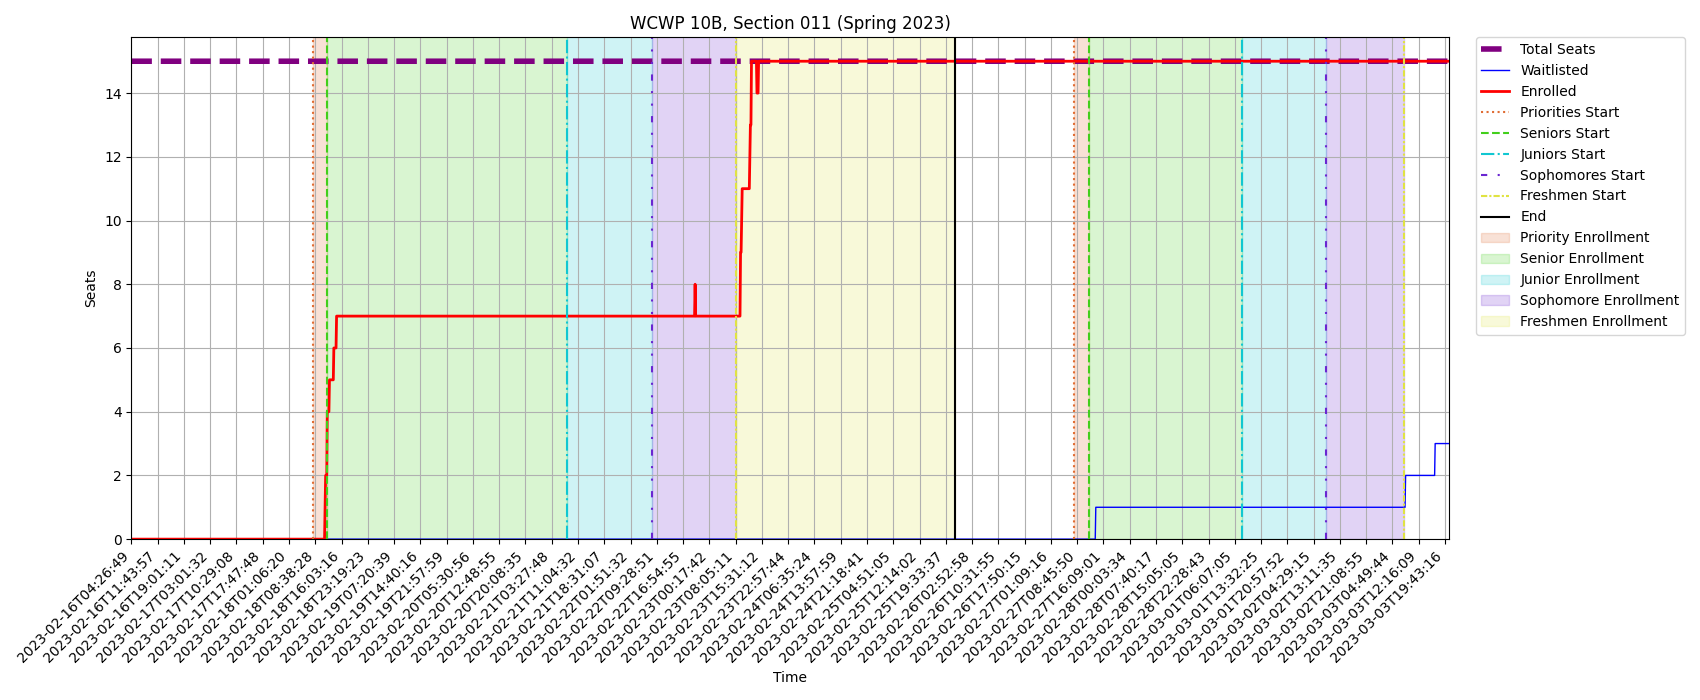 WCWP 10B, Section 011 (Spring 2023)
Seats
14
12
10
8
6
4
2
0
2023-02-16T04:26:49
2023-02-16T11:43:57
2023-02-16T19:01:11
2023-02-17T03:01:32
2023-02-17T10:29:08
2023-02-17T17:47:48
2023-02-18T01:06:20
2023-02-18T08:38:28
2023-02-18T16:03:16
2023-02-18T23:19:23
2023-02-19T07:20:39
2023-02-19T14:40:16
2023-02-19T21:57:59
2023-02-20T05:30:56
2023-02-20T12:48:55
2023-02-20T20:08:35
2023-02-21T03:27:48
2023-02-21T11:04:32
2023-02-21T18:31:07
2023-02-22T01:51:32
2023-02-22T09:28:51
2023-02-22T16:54:55
2023-02-23T00:17:42
2023-02-23T08:05:11
2023-02-23T15:31:12
2023-02-23T22:57:44
2023-02-24T06:35:24
2023-02-24T13:57:59
2023-02-24T21:18:41
2023-02-25T04:51:05
2023-02-25T12:14:02
2023-02-25T19:33:37
2023-02-26T02:52:58
2023-02-26T10:31:55
2023-02-26T17:50:15
2023-02-27T01:09:16
2023-02-27T08:45:50
2023-02-27T16:09:01
2023-02-28T00:03:34
2023-02-28T07:40:17
2023-02-28T15:05:05
2023-02-28T22:28:43
2023-03-01T06:07:05
2023-03-01T13:32:25
2023-03-01T20:57:52
2023-03-02T04:29:15
2023-03-02T13:11:35
2023-03-02T21:08:55
2023-03-03T04:49:44
2023-03-03T12:16:09
2023-03-03T19:43:16
Time
Total Seats
Waitlisted
Enrolled
Priorities Start
Seniors Start
Juniors Start
Sophomores Start
Freshmen Start
End
Priority Enrollment
Senior Enrollment
Junior Enrollment
Sophomore Enrollment
Freshmen Enrollment